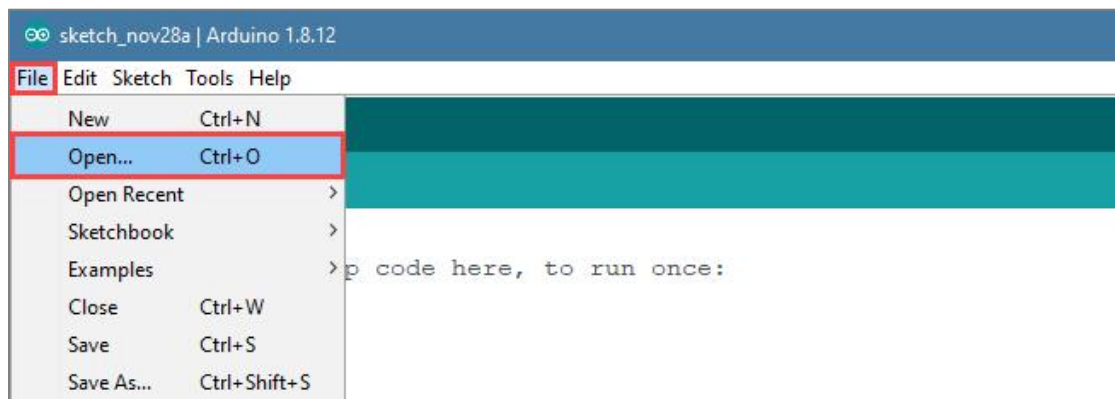 sketch_nov28a | Arduino 1.8.12
File Edit Sketch Tools Help
New Ctrl+N
Open... Ctrl+O
Open Recent
Sketchbook
Examples
p code here, to run once:
Close Ctrl+W
Save Ctrl+S
Save As... Ctrl+Shift+S